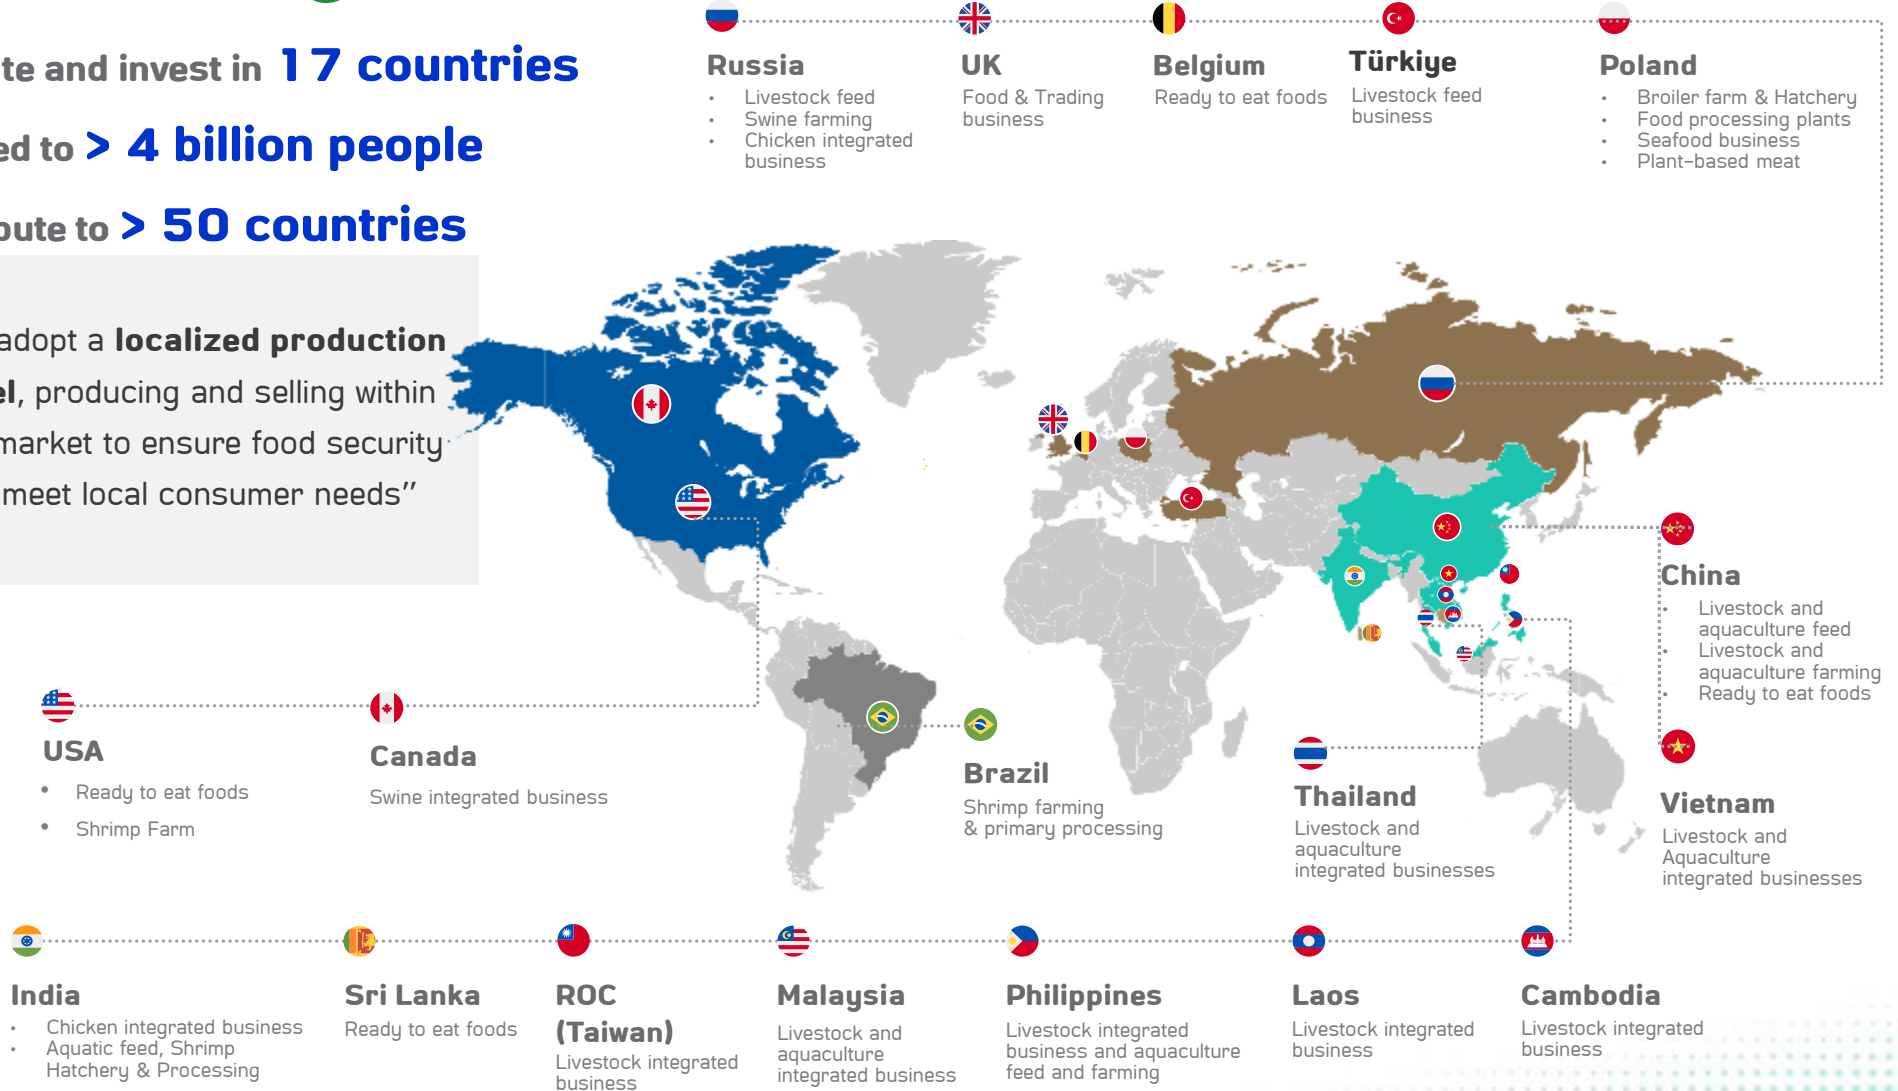 te and invest in 17 countries
ed to > 4 billion people
oute to > 50 countries
adopt a localized production
el, producing and selling within
market to ensure food security
meet local consumer needs”
Russia
• Livestock feed
• Swine farming
• Chicken integrated
business
UK
Food & Trading
business
Belgium
Ready to eat foods
Türkiye
Livestock feed
business
Poland
• Broiler farm & Hatchery
• Food processing plants
• Seafood business
• Plant-based meat
China
• Livestock and
aquaculture feed
• Livestock and
aquaculture farming
• Ready to eat foods
USA
• Ready to eat foods
• Shrimp Farm
Canada
Swine integrated business
Brazil
Shrimp farming
& primary processing
Thailand
Livestock and
aquaculture
integrated businesses
Vietnam
Livestock and
Aquaculture
integrated businesses
India
• Chicken integrated business
• Aquatic feed, Shrimp
Hatchery & Processing
Sri Lanka
Ready to eat foods
ROC
(Taiwan)
Livestock integrated
business
Malaysia
Livestock and
aquaculture
integrated business
Philippines
Livestock integrated
business and aquaculture
feed and farming
Laos
Livestock integrated
business
Cambodia
Livestock integrated
business